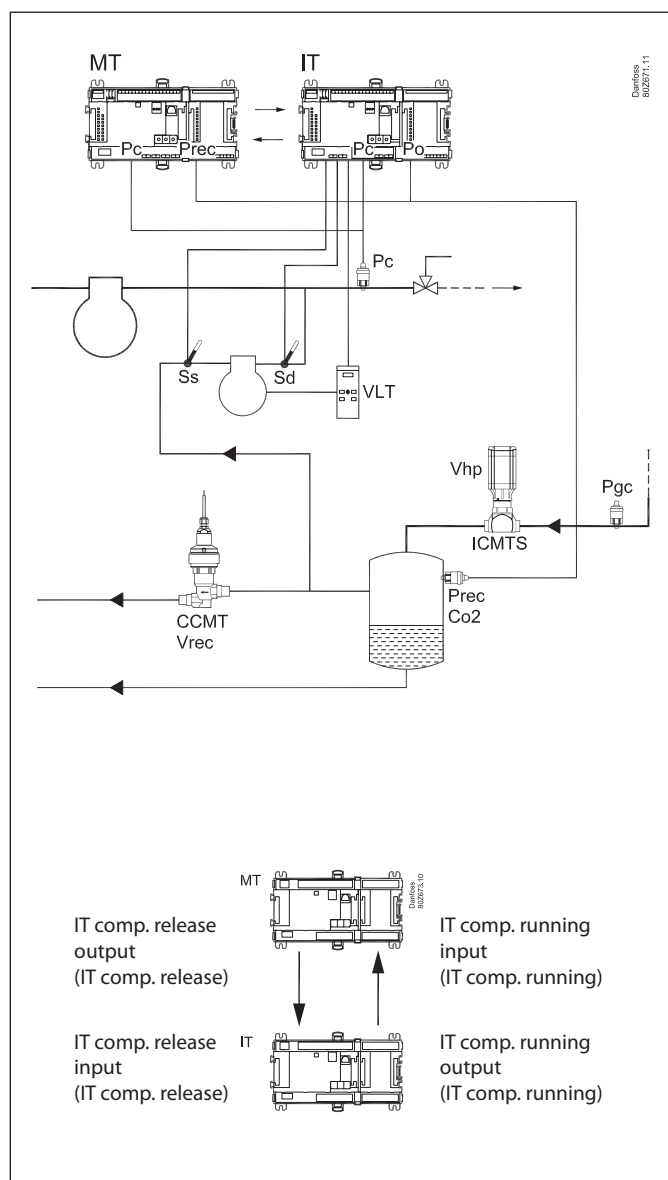 MT
IT
Danfoss
80Z671.11
Pc
Prec
Pc
Po
Pc
Ss
Sd
VLT
Vhp
Pgc
ICMTS
Prec
Co2
CCMT
Vrec
MT
Danfoss
80Z673.10
IT comp. release
output
(IT comp. release)
IT comp. running
input
(IT comp. running)
IT comp. release
input
(IT comp. release)
IT
IT comp. running
output
(IT comp. running)